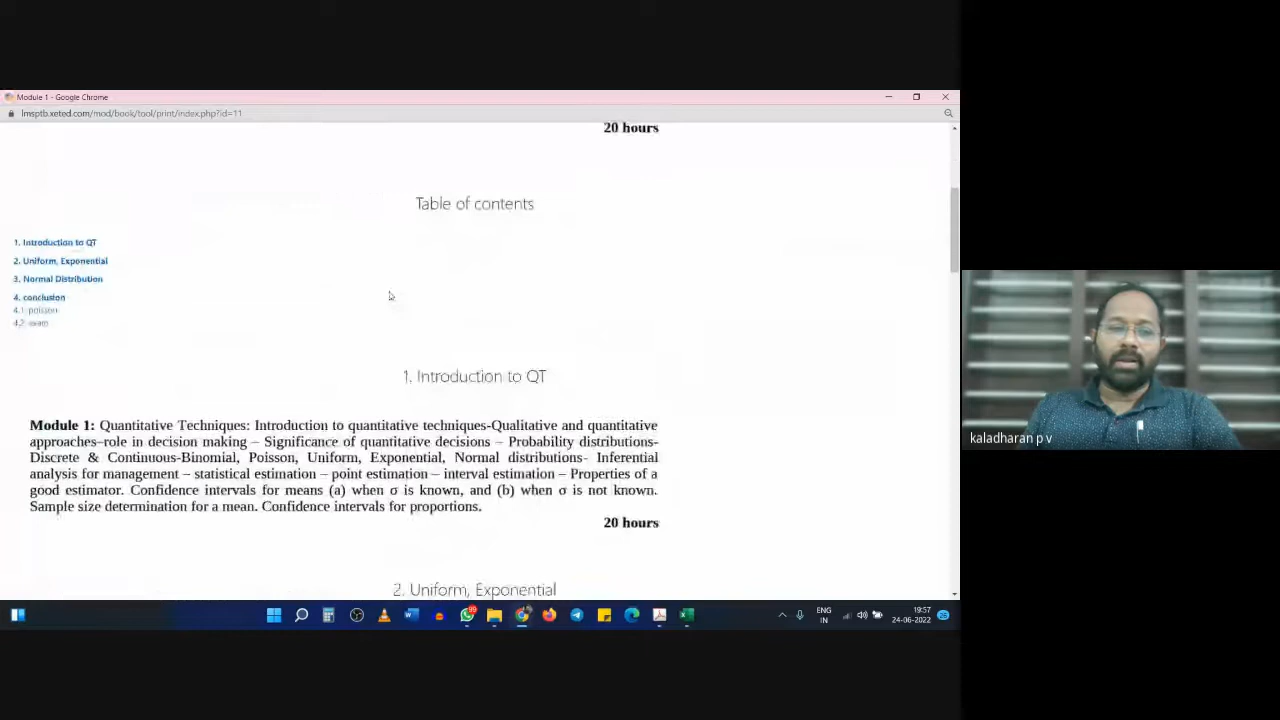 Module 1 - Google Chrome
lmsptb.xeted.com/mod/book/tool/print/index.php?id=11
20 hours
Table of contents
1. Introduction to QT
2. Uniform, Exponential
3. Normal Distribution
4. conclusion
4.1. poisson
4.2. exam
1. Introduction to QT
Module 1: Quantitative Techniques: Introduction to quantitative techniques-Qualitative and quantitative
approaches–role in decision making – Significance of quantitative decisions – Probability distributions-
Discrete & Continuous-Binomial, Poisson, Uniform, Exponential, Normal distributions- Inferential
analysis for management – statistical estimation – point estimation – interval estimation – Properties of a
good estimator. Confidence intervals for means (a) when σ is known, and (b) when σ is not known.
Sample size determination for a mean. Confidence intervals for proportions.
20 hours
2. Uniform, Exponential
kaladharan p v
99
ENG
IN
19:57
24-06-2022